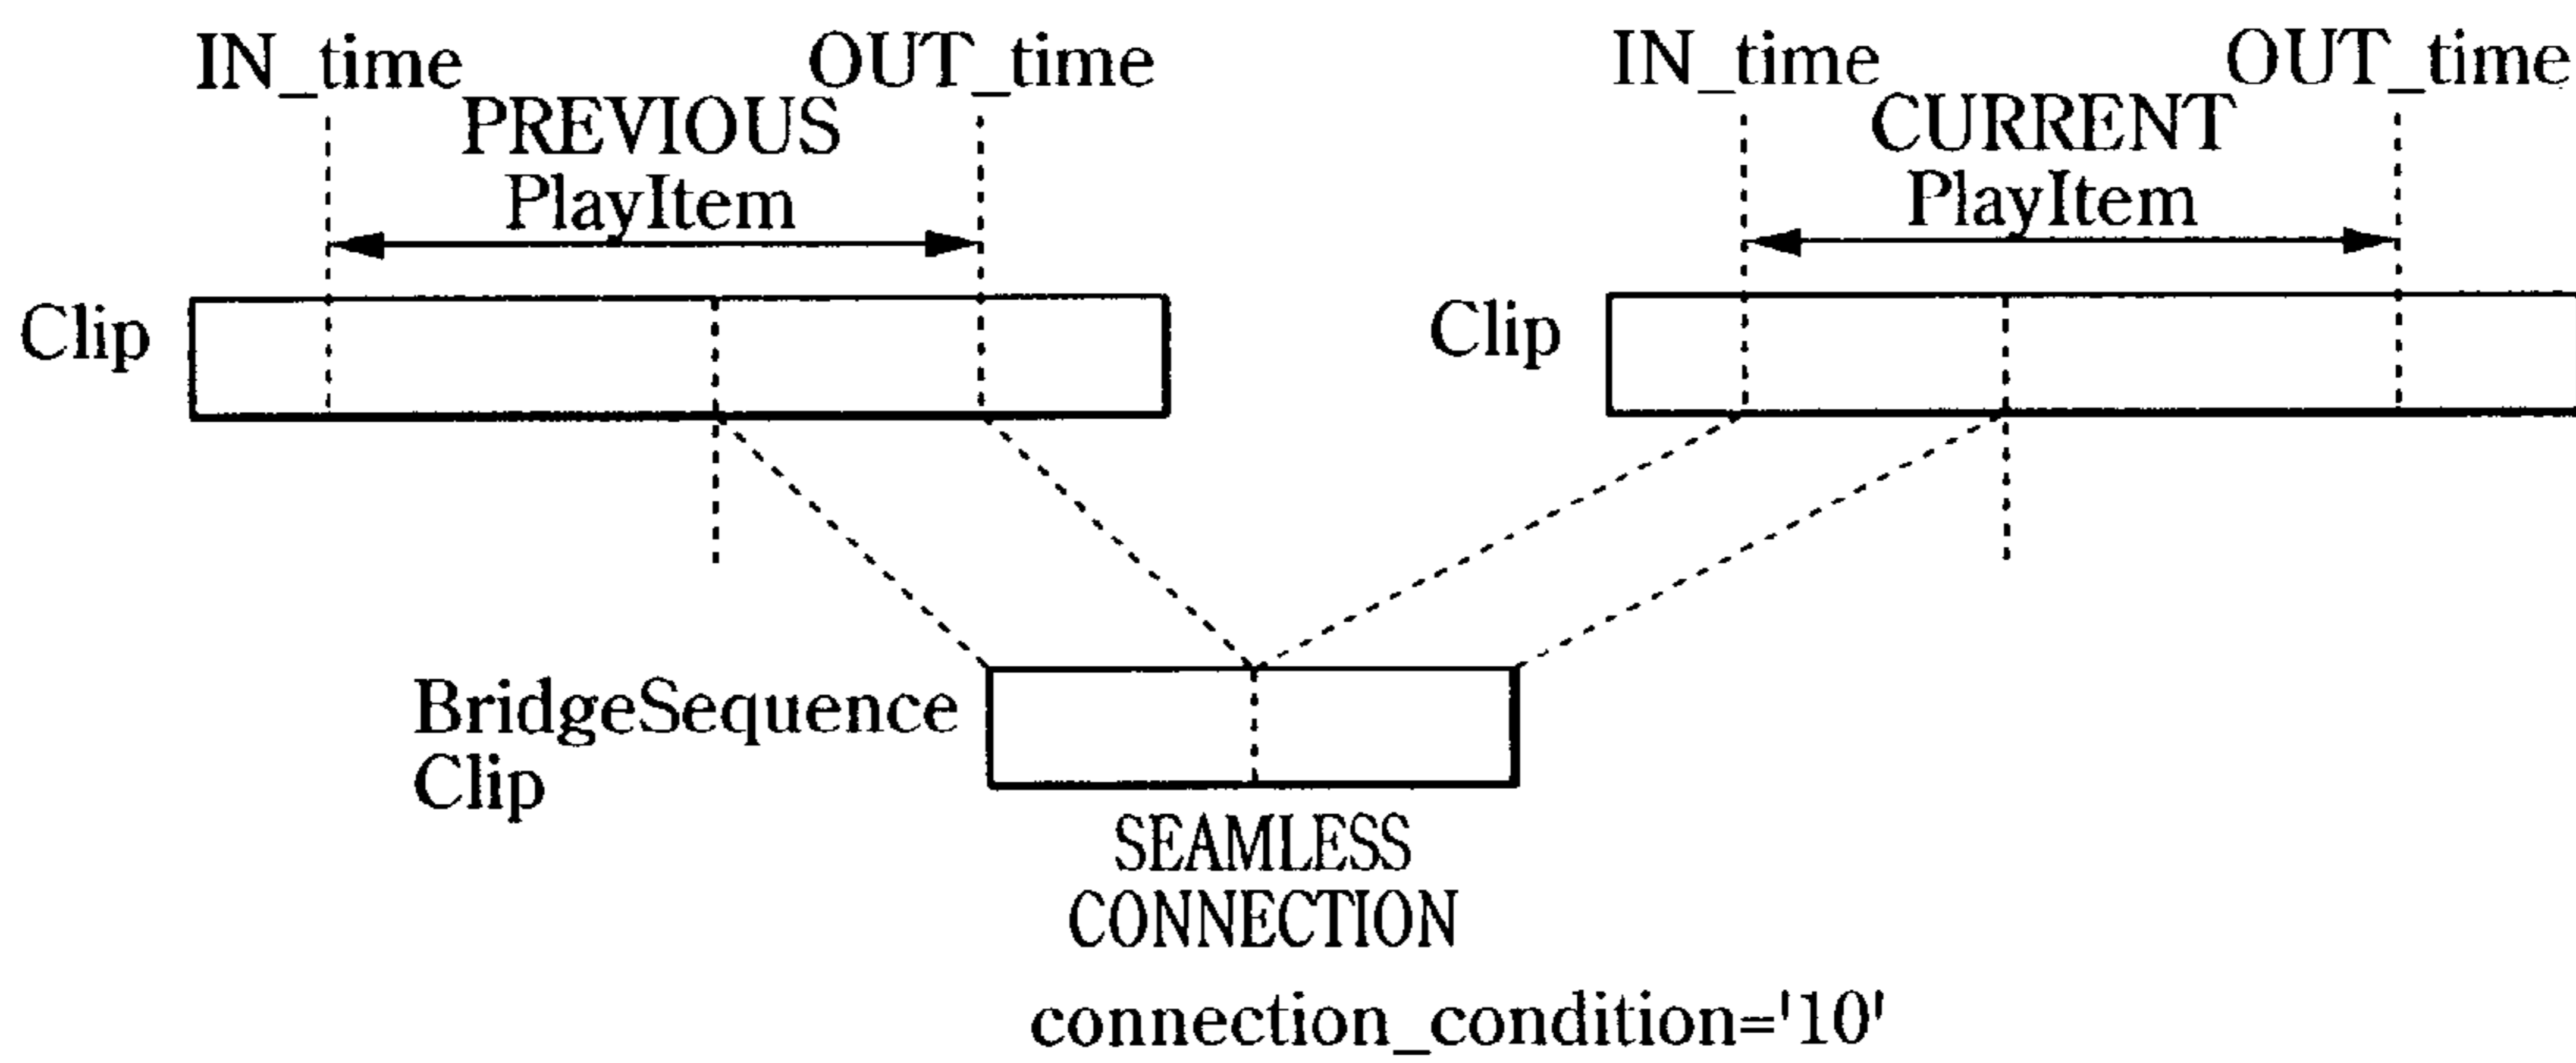 IN_time OUT_time IN_time OUT_time
PREVIOUS CURRENT
PlayItem PlayItem
Clip Clip
BridgeSequence
Clip
SEAMLESS
CONNECTION
connection_condition='10'